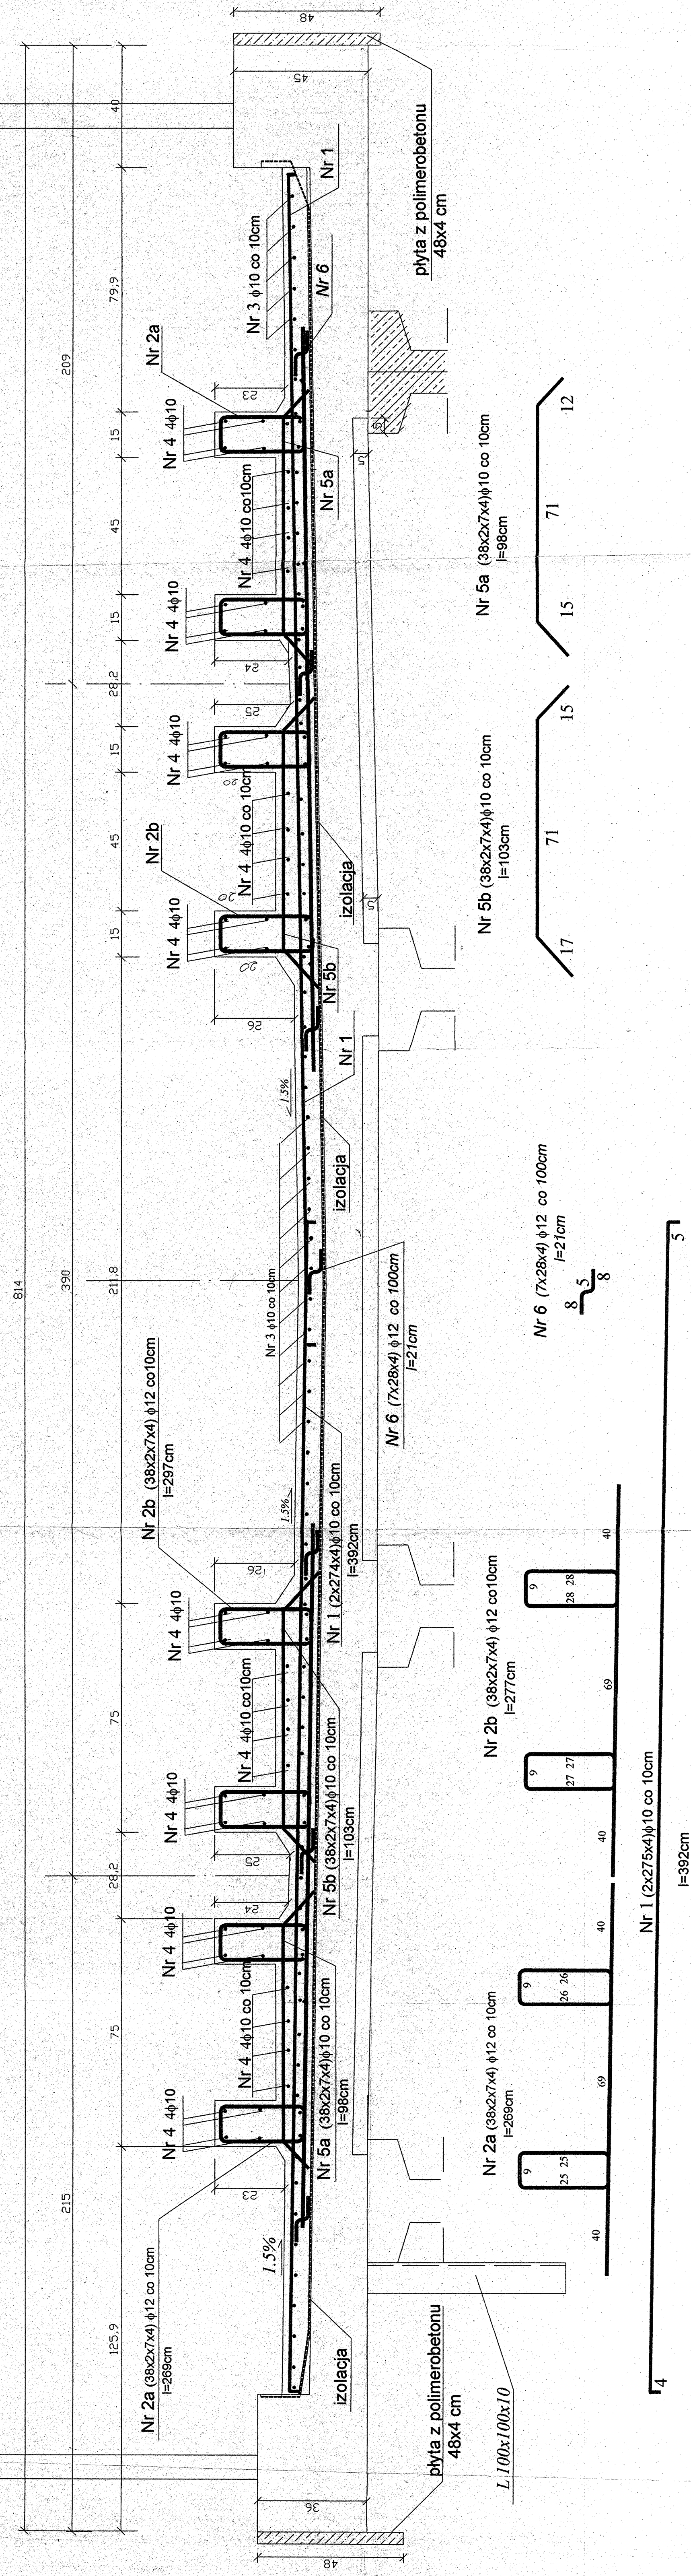 814
209
390
215
40
79,9
15
45
15
28,2
15
45
15
211,8
75
28,2
75
125,9
48
45
płyta z polimerobetonu
48x4 cm
Nr 1
Nr 3 ϕ10 co 10cm
Nr 6
Nr 2a
23
Nr 4 4ϕ10
Nr 4 4ϕ10 co10cm
Nr 5a
Nr 4 4ϕ10
24
25
Nr 4 4ϕ10
20
Nr 4 4ϕ10 co 10cm
20
Nr 2b
izolacja
Nr 4 4ϕ10
20
26
Nr 5b
5
5
Nr 1
1.5%
izolacja
Nr 3 ϕ10 co 10cm
Nr 6 (7x28x4) ϕ12 co 100cm
l=21cm
Nr 2b (38x2x7x4) ϕ12 co10cm
l=297cm
1.5%
Nr 1 (2x274x4)ϕ10 co 10cm
l=392cm
26
Nr 4 4ϕ10
Nr 4 4ϕ10 co10cm
Nr 5b (38x2x7x4)ϕ10 co 10cm
l=103cm
Nr 4 4ϕ10
25
24
Nr 4 4ϕ10
Nr 4 4ϕ10 co 10cm
Nr 5a (38x2x7x4)ϕ10 co 10cm
l=98cm
Nr 4 4ϕ10
23
1.5%
Nr 2a (38x2x7x4) ϕ12 co 10cm
l=269cm
izolacja
płyta z polimerobetonu
48x4 cm
L 100x100x10
36
48
Nr 5a (38x2x7x4)ϕ10 co 10cm
l=98cm
15
71
12
Nr 5b (38x2x7x4)ϕ10 co 10cm
l=103cm
17
71
15
Nr 6 (7x28x4) ϕ12 co 100cm
l=21cm
8
5
8
Nr 2b (38x2x7x4) ϕ12 co10cm
l=277cm
40
9
27 27
69
9
28 28
40
Nr 2a (38x2x7x4) ϕ12 co 10cm
l=269cm
40
9
25 25
69
9
26 26
40
Nr 1 (2x275x4)ϕ10 co 10cm
l=392cm
4
5